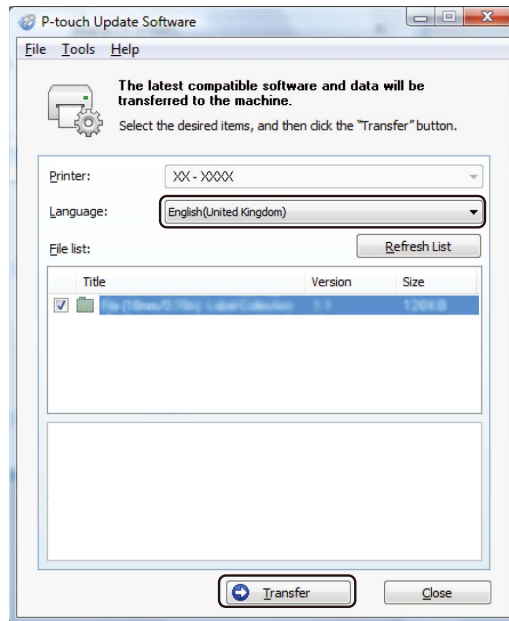 P-touch Update Software
File Tools Help
The latest compatible software and data will be
transferred to the machine.
Select the desired items, and then click the "Transfer" button.
Printer: XX - XXXX
Language: English(United Kingdom)
File list: Refresh List
Title Version Size
Transfer Close